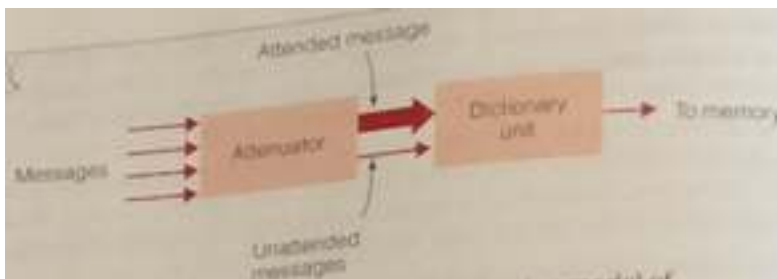 Attended message
Messages
Attenuator
Dictionary
unit
To memory
Unattended
messages